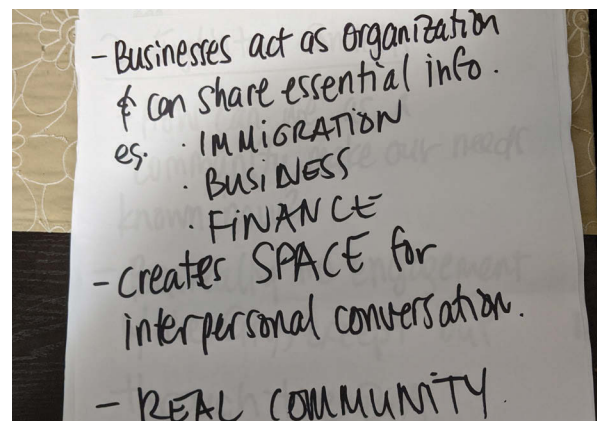 - Businesses act as organization
& can share essential info.
eg. · IMMIGRATION
· BUSINESS
· FINANCE
- creates SPACE for
interpersonal conversation.
- REAL COMMUNITY.